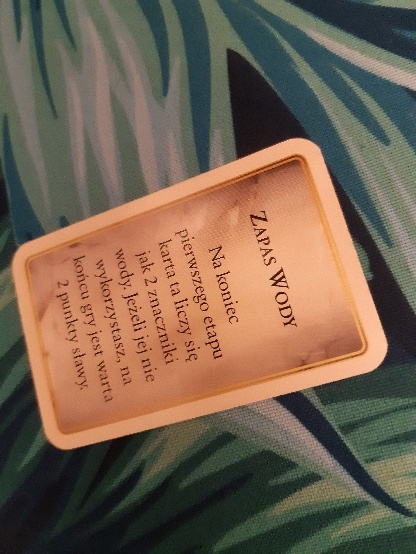 Zapas Wody
Na koniec
pierwszego etapu
karta ta liczy się
jak 2 znaczniki
wody. Jeżeli jej nie
wykorzystasz, na
końcu gry jest warta
2 punkty sławy.